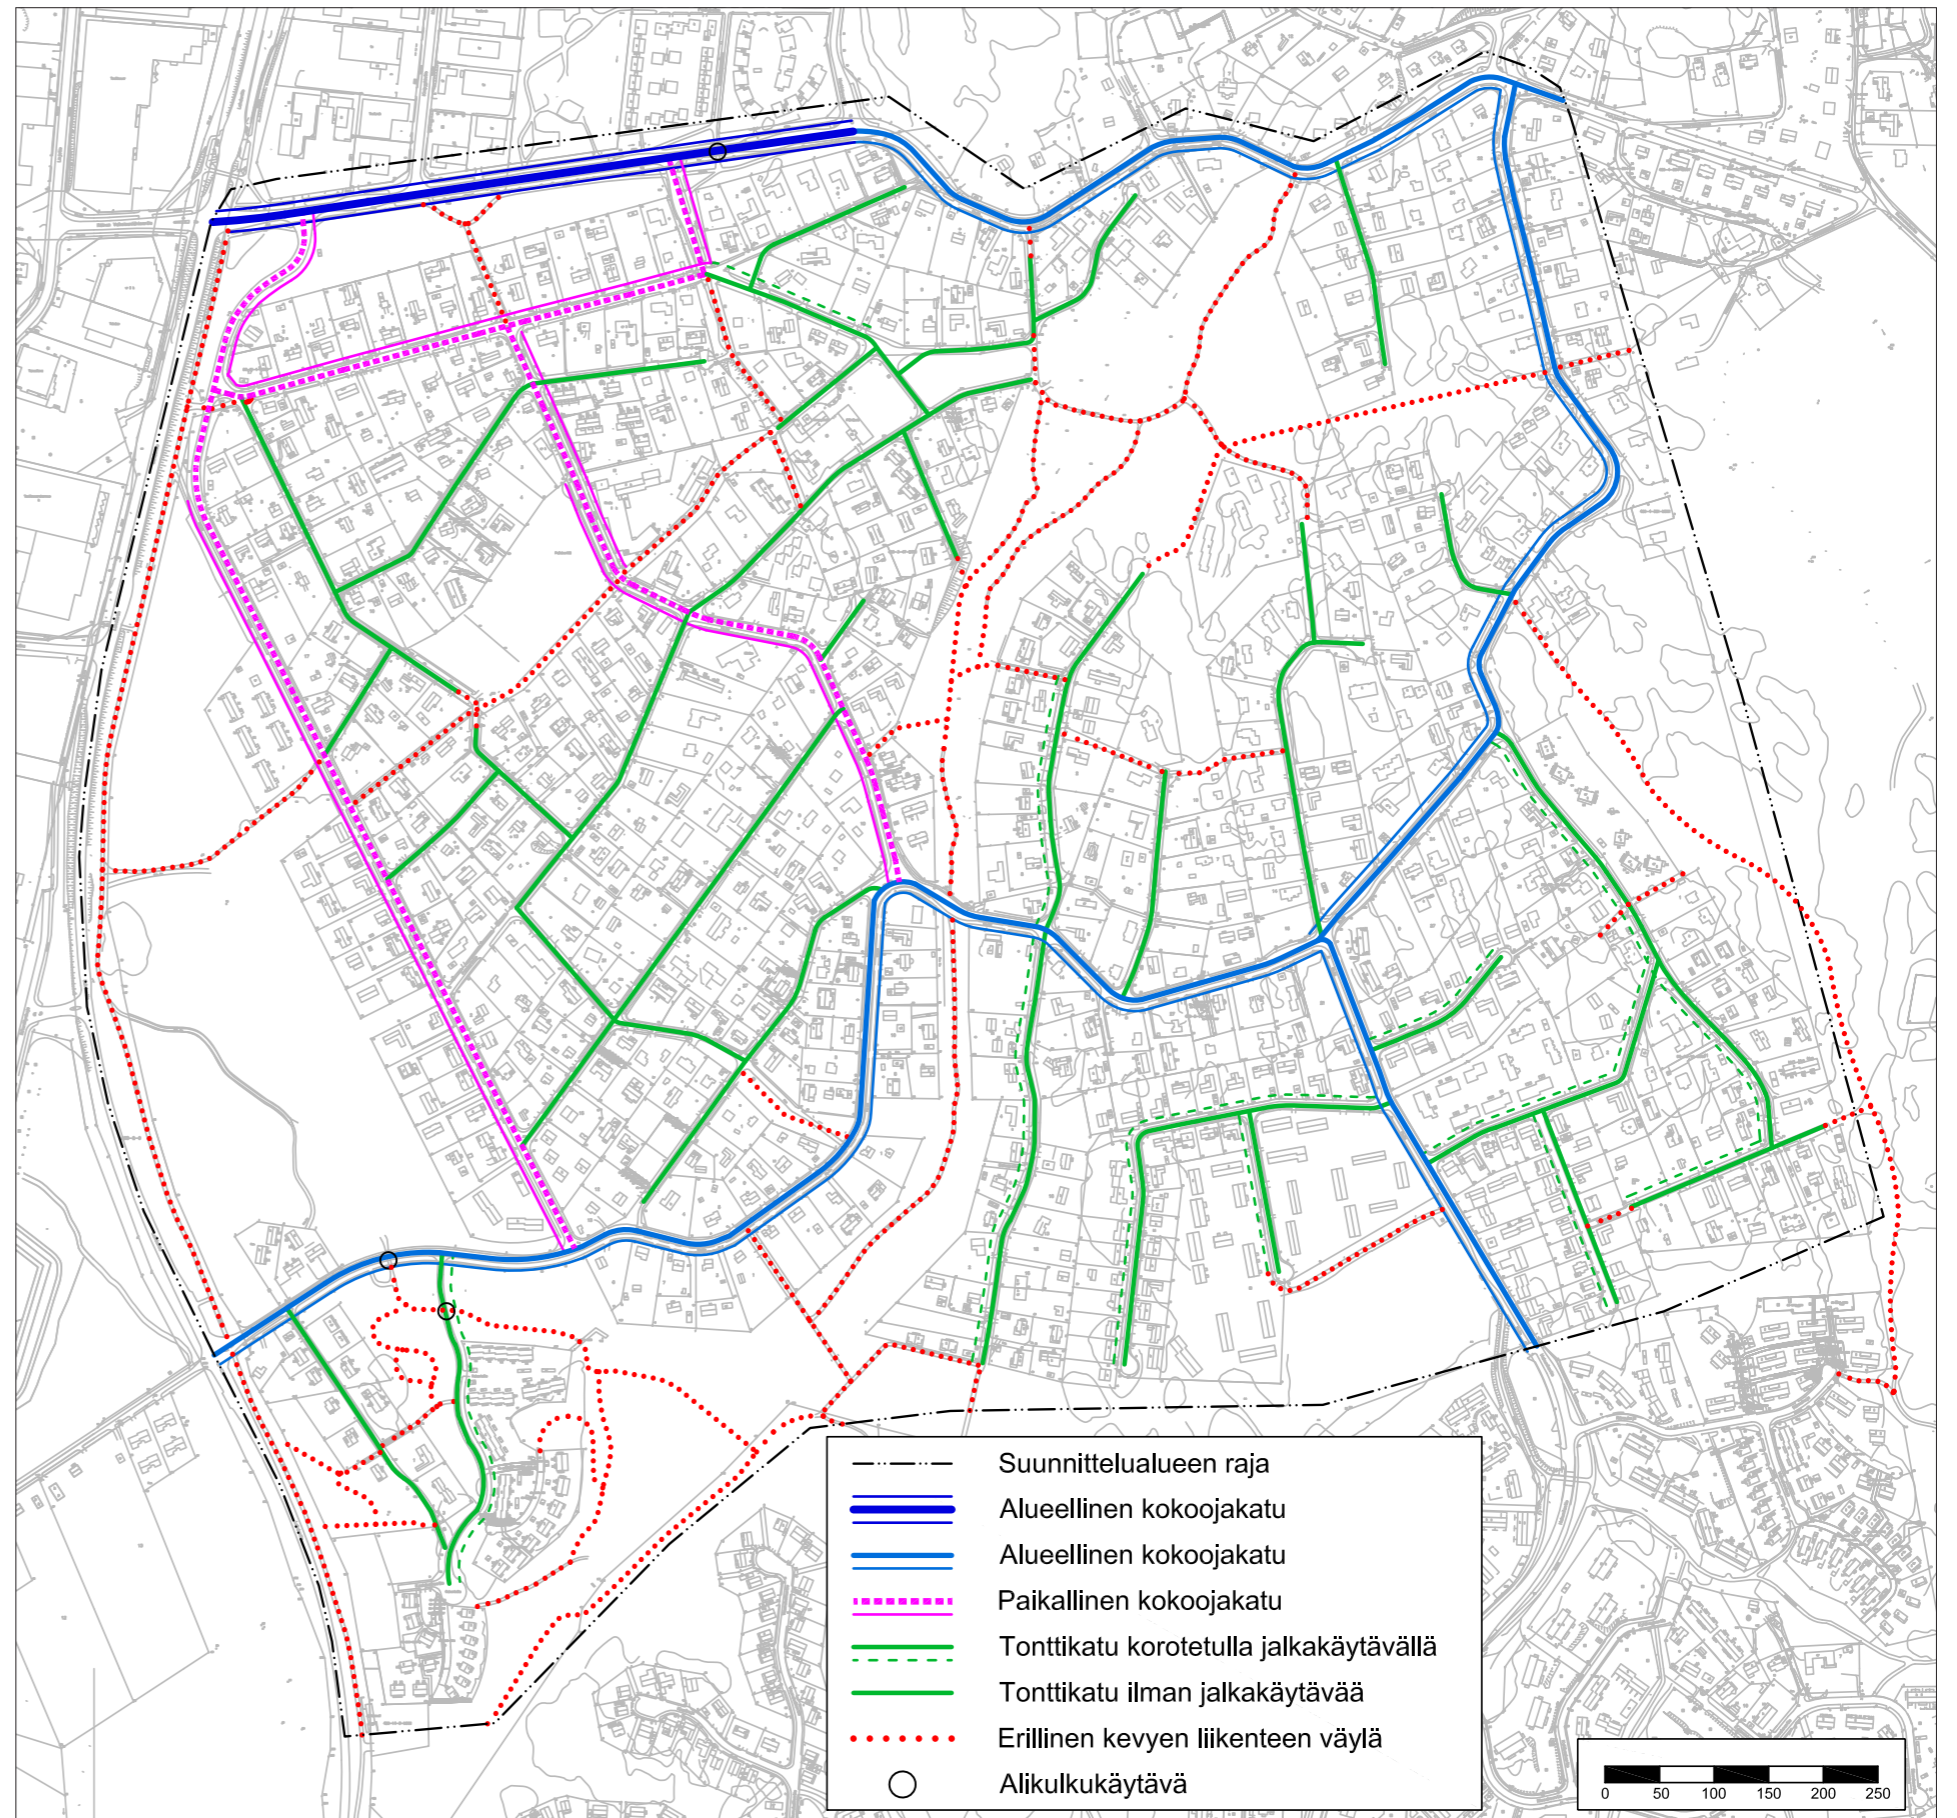 Suunnittelualueen raja
Alueellinen kokoojakatu
Alueellinen kokoojakatu
Paikallinen kokoojakatu
Tonttikatu korotetulla jalkakäytävällä
Tonttikatu ilman jalkakäytävää
Erillinen kevyen liikenteen väylä
Alikulkukäytävä
0 50 100 150 200 250